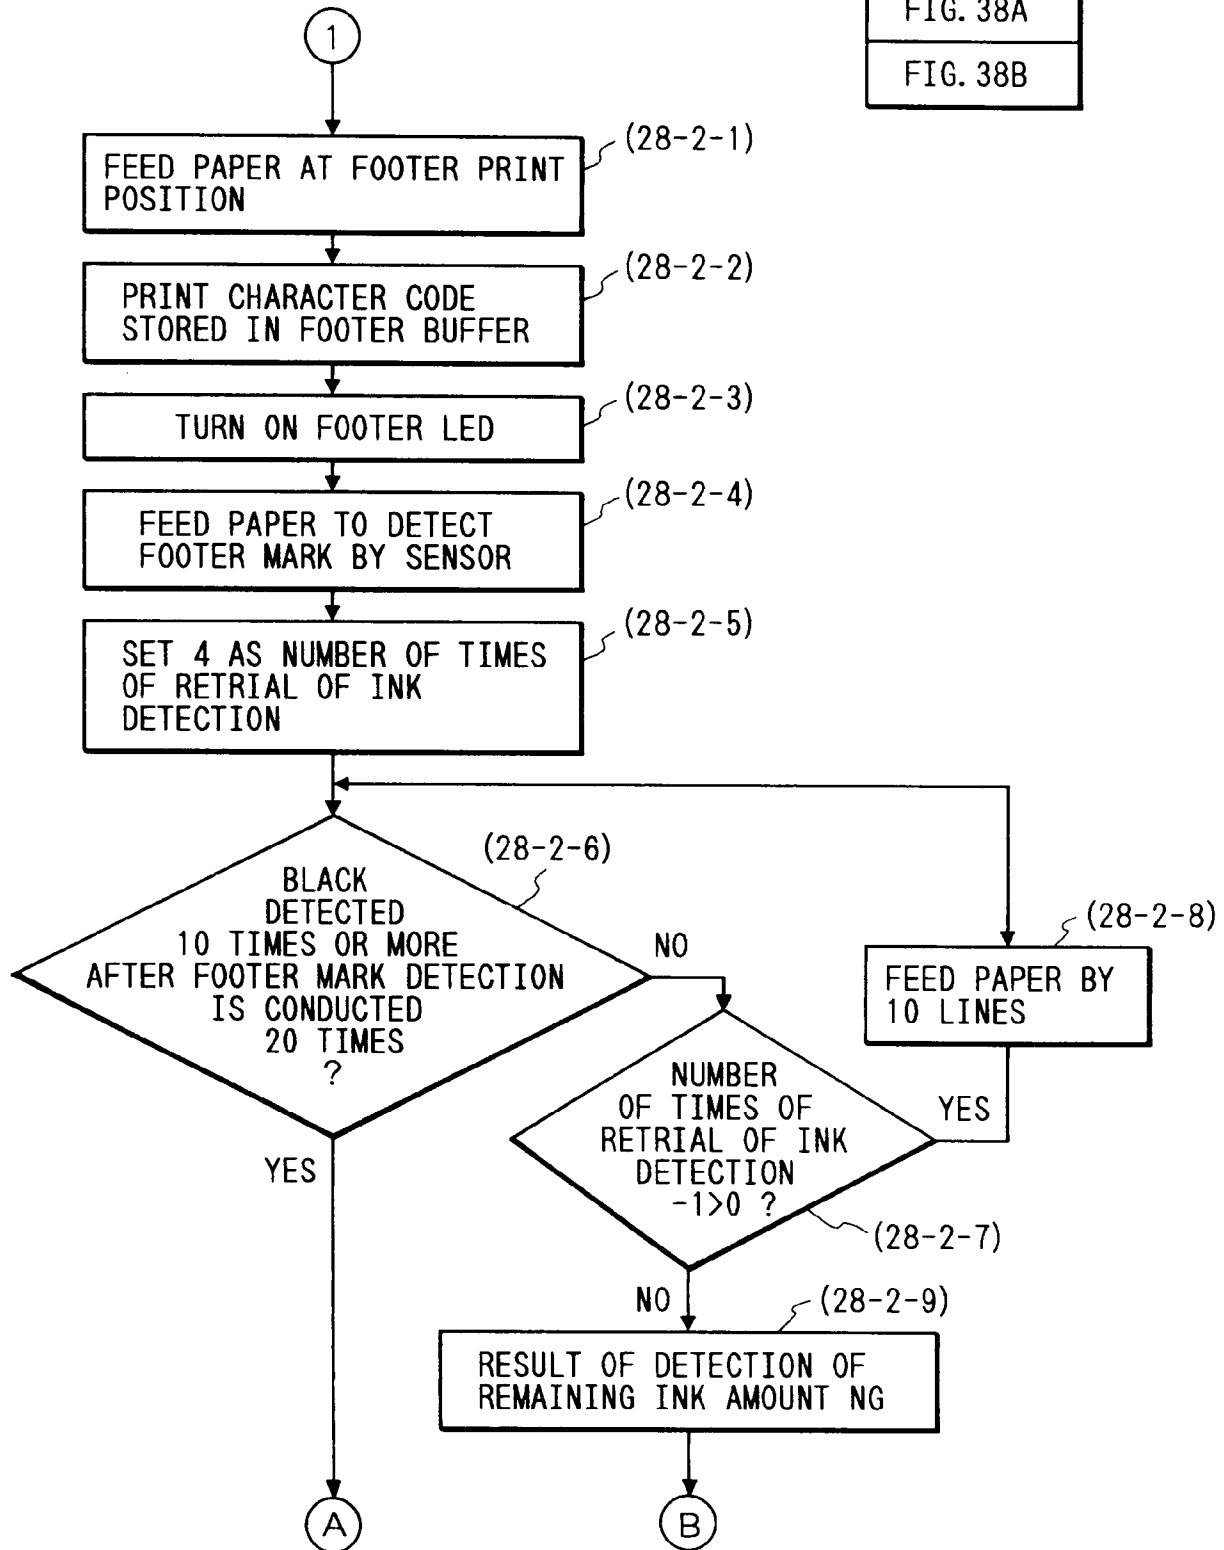 1
FIG. 38A
FIG. 38B
(28-2-1)
FEED PAPER AT FOOTER PRINT
POSITION
(28-2-2)
PRINT CHARACTER CODE
STORED IN FOOTER BUFFER
(28-2-3)
TURN ON FOOTER LED
(28-2-4)
FEED PAPER TO DETECT
FOOTER MARK BY SENSOR
(28-2-5)
SET 4 AS NUMBER OF TIMES
OF RETRIAL OF INK
DETECTION
(28-2-6)
BLACK
DETECTED
10 TIMES OR MORE
AFTER FOOTER MARK DETECTION
IS CONDUCTED
20 TIMES
?
NO
YES
(28-2-8)
FEED PAPER BY
10 LINES
NUMBER
OF TIMES OF
RETRIAL OF INK
DETECTION
-1>0 ?
YES
(28-2-7)
NO
(28-2-9)
RESULT OF DETECTION OF
REMAINING INK AMOUNT NG
A
B